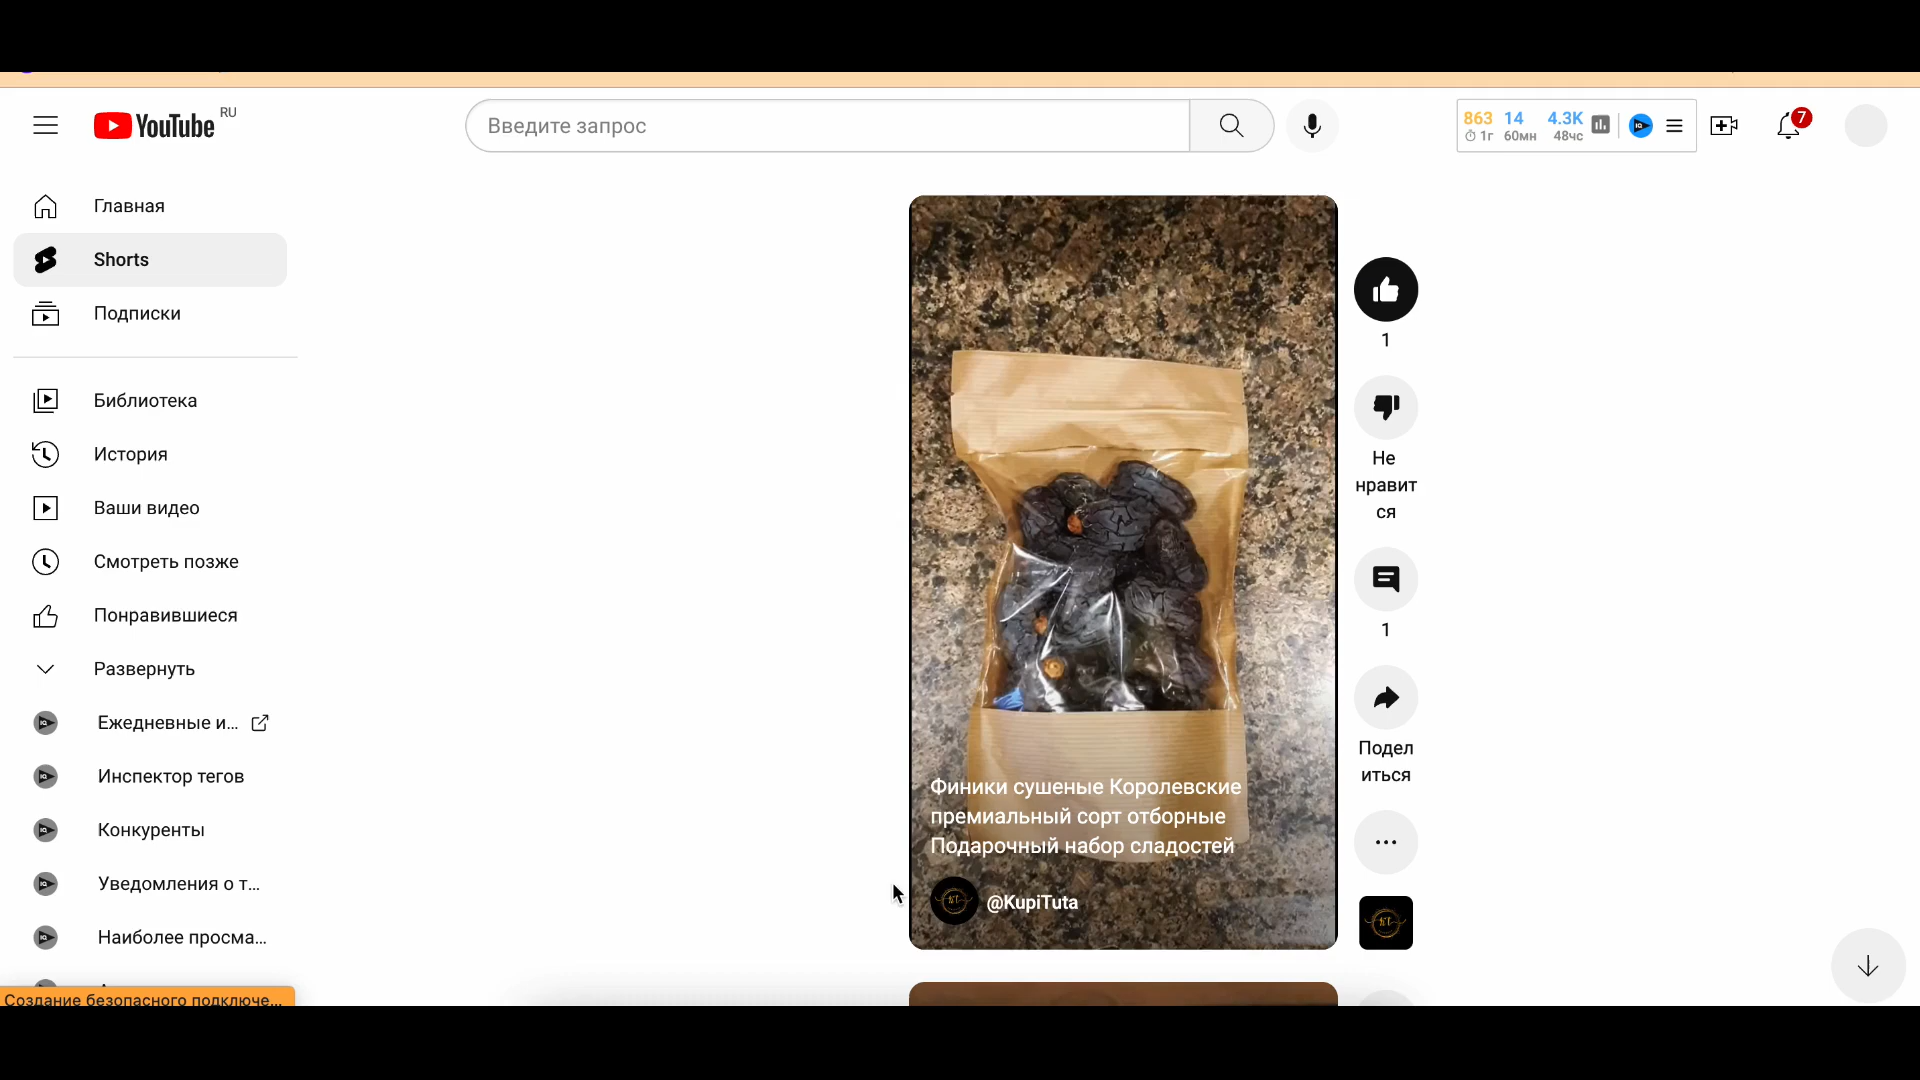 YouTube RU
Введите запрос
863 14 4.3K
1г 60мн 48чс
7
Главная
Shorts
Подписки
Библиотека
История
Ваши видео
Смотреть позже
Понравившиеся
Развернуть
Ежедневные и...
Инспектор тегов
Конкуренты
Уведомления о т...
Наиболее просма...
Создание безопасного подключе...
Финики сушеные Королевские
премиальный сорт отборные
Подарочный набор сладостей
@KupiTuta
1
Не
нравит
ся
1
Подел
иться